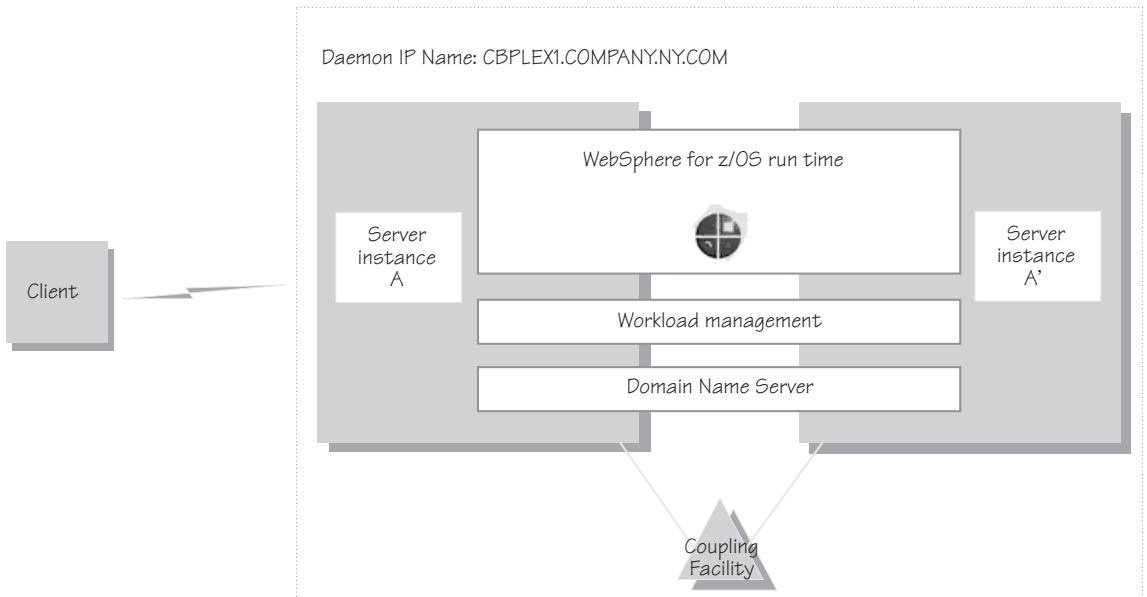 Daemon IP Name: CBPLEX1.COMPANY.NY.COM
WebSphere for z/OS run time
Server
instance
A
Server
instance
A'
Client
Workload management
Domain Name Server
Coupling
Facility